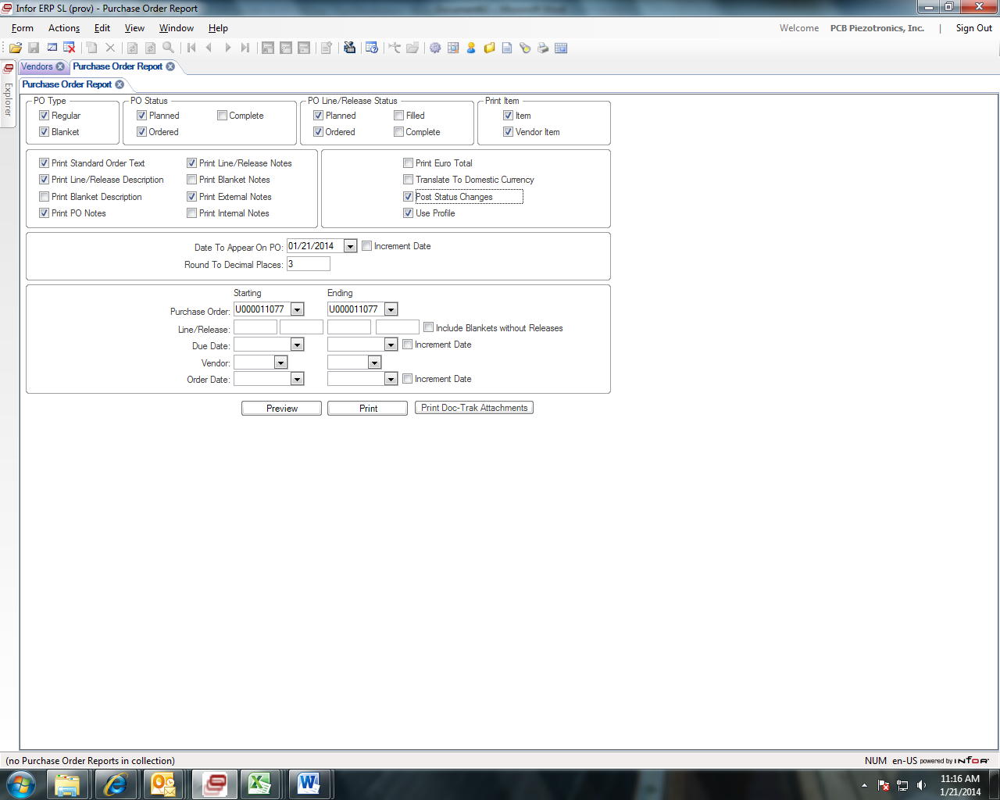 Infor ERP SL (prov) - Purchase Order Report
Form Actions Edit View Window Help
Welcome PCB Piezotronics, Inc. | Sign Out
Vendors Purchase Order Report
Explorer
Purchase Order Report
PO Type PO Status PO Line/Release Status Print Item
Regular Planned Complete Planned Filled Item
Blanket Ordered Ordered Complete Vendor Item
Print Standard Order Text Print Line/Release Notes Print Euro Total
Print Line/Release Description Print Blanket Notes Translate To Domestic Currency
Print Blanket Description Print External Notes Post Status Changes
Print PO Notes Print Internal Notes Use Profile
Date To Appear On PO: 01/21/2014 Increment Date
Round To Decimal Places: 3
Starting Ending
Purchase Order: U000011077 U000011077
Line/Release: Include Blankets without Releases
Due Date: Increment Date
Vendor:
Order Date: Increment Date
Preview Print Print Doc-Trak Attachments
(no Purchase Order Reports in collection) NUM en-US powered by infor
11:16 AM
1/21/2014